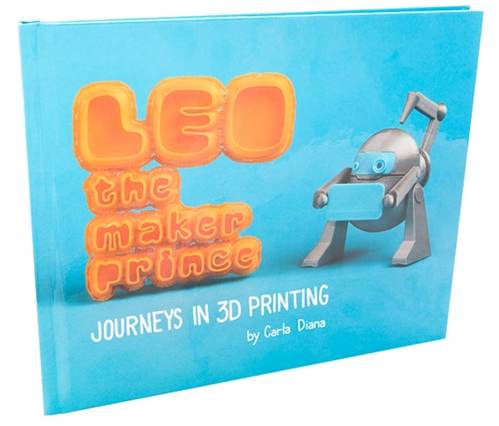 LEO
the
maker
prince
JOURNEYS IN 3D PRINTING
by Carla Diana